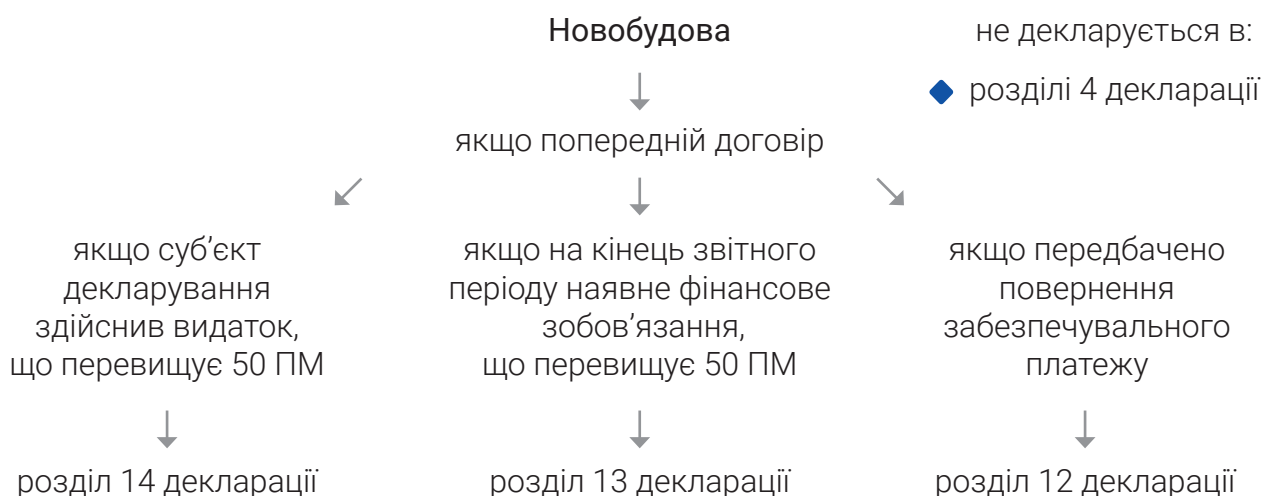 Новобудова
не декларується в:
розділі 4 декларації
якщо попередній договір
якщо суб’єкт
декларування
здійснив видаток,
що перевищує 50 ПМ
якщо на кінець звітного
періоду наявне фінансове
зобов’язання,
що перевищує 50 ПМ
якщо передбачено
повернення
забезпечувального
платежу
розділ 14 декларації
розділ 13 декларації
розділ 12 декларації